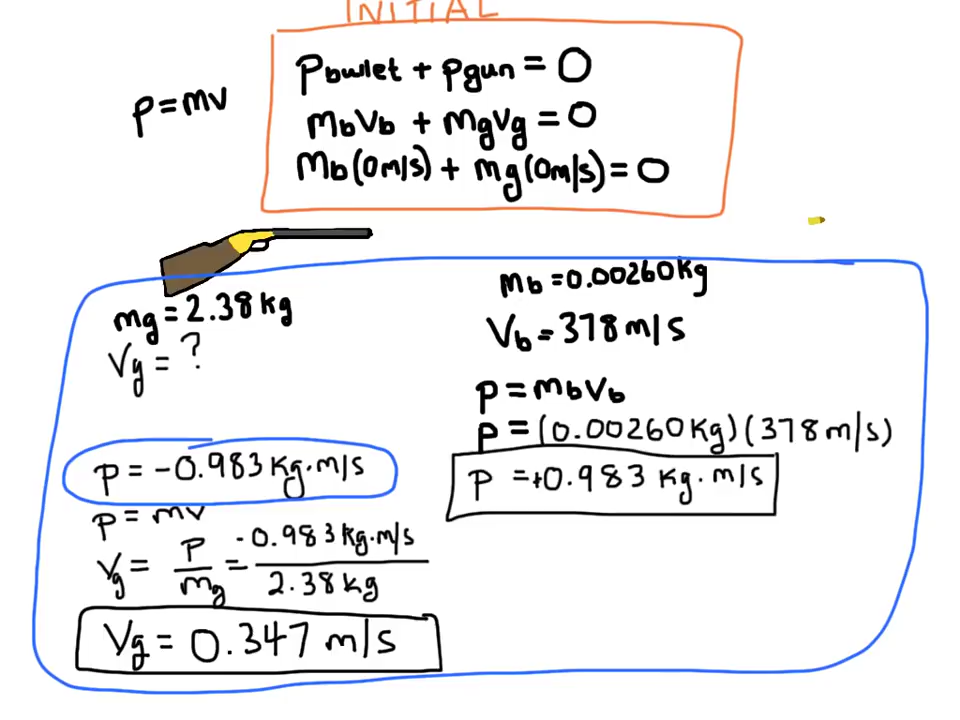 INITIAL
p = mv
Pbullet + pgun = 0
mbVb + mgVg = 0
Mb(0m/s) + mg(0m/s) = 0
mg = 2.38 kg
Vg = ?
Mb = 0.00260 kg
Vb = 378 m/s
p = mbVb
p = (0.00260 kg)(378 m/s)
p = +0.983 kg·m/s
p = -0.983 kg·m/s
p = mv
Vg = p/mg = -0.983 kg·m/s / 2.38 kg
Vg = 0.347 m/s